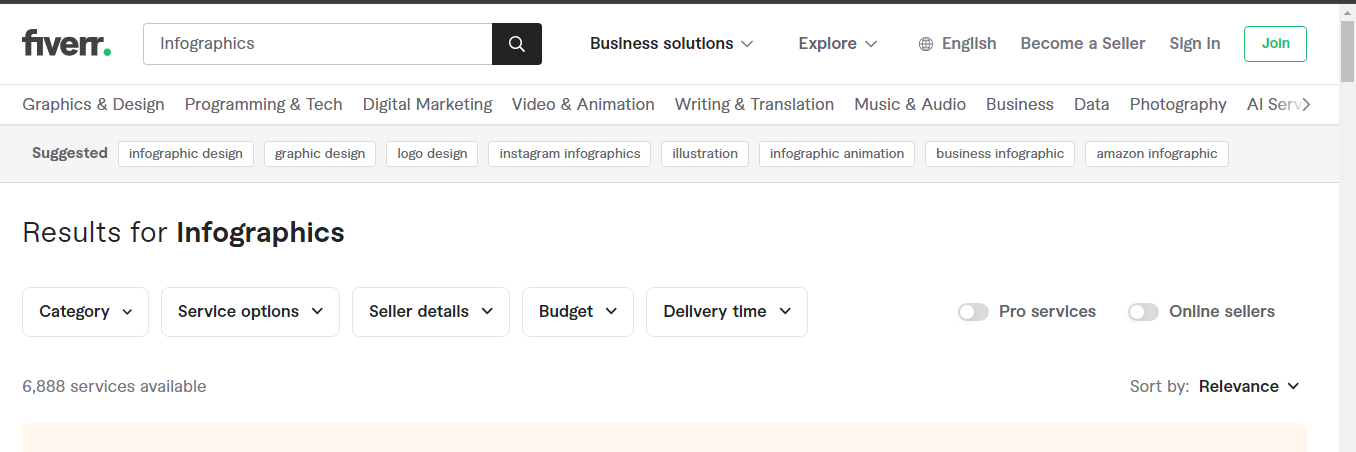 fiverr. Infographics Business solutions Explore English Become a Seller Sign in Join
Graphics & Design Programming & Tech Digital Marketing Video & Animation Writing & Translation Music & Audio Business Data Photography AI Serv
Suggested infographic design graphic design logo design instagram infographics illustration infographic animation business infographic amazon infographic
Results for Infographics
Category Service options Seller details Budget Delivery time Pro services Online sellers
6,888 services available Sort by: Relevance